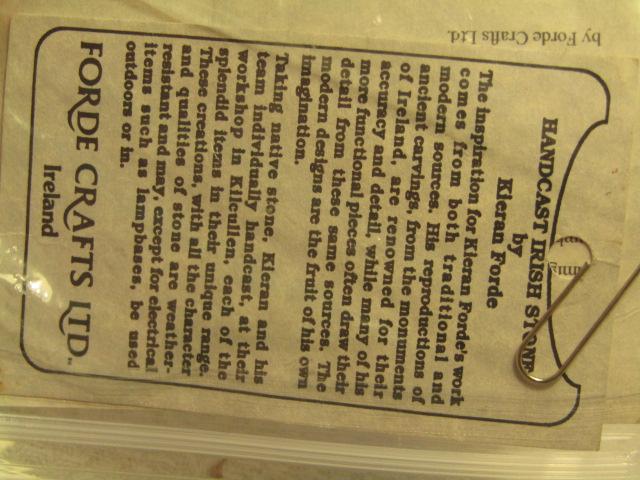 HANDCAST IRISH STONE
by
Kieran Forde
The inspiration for Kieran Forde's work
comes from both traditional and
modern sources. His reproductions of
ancient carvings, from the monuments
of Ireland, are renowned for their
accuracy and detail, while many of his
more functional pieces often draw their
detail from these same sources. The
modern designs are the fruit of his own
imagination.
Taking native stone, Kieran and his
team individually handcast, at their
workshop in Kilcullen, each of the
splendid items in their unique range.
These creations, with all the character
and qualities of stone are weather-
resistant and may, except for electrical
items such as lampbases, be used
outdoors or in.
FORDE CRAFTS LTD.
Ireland
by Forde Crafts Ltd.